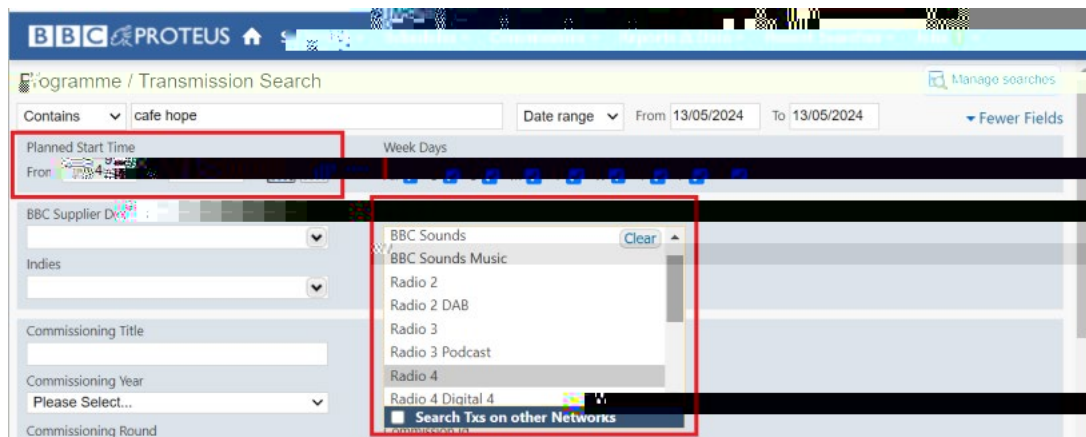 BBC PROTEUS
Programme / Transmission Search
Manage searches
Contains cafe hope Date range From 13/05/2024 To 13/05/2024 Fewer Fields
Planned Start Time Week Days
BBC Supplier
BBC Sounds Clear
Indies
BBC Sounds Music
Radio 2
Radio 2 DAB
Radio 3
Commissioning Title
Radio 3 Podcast
Radio 4
Commissioning Year
Please Select...
Radio 4 Digital 4
Search Txs on other Networks
Commissioning Round